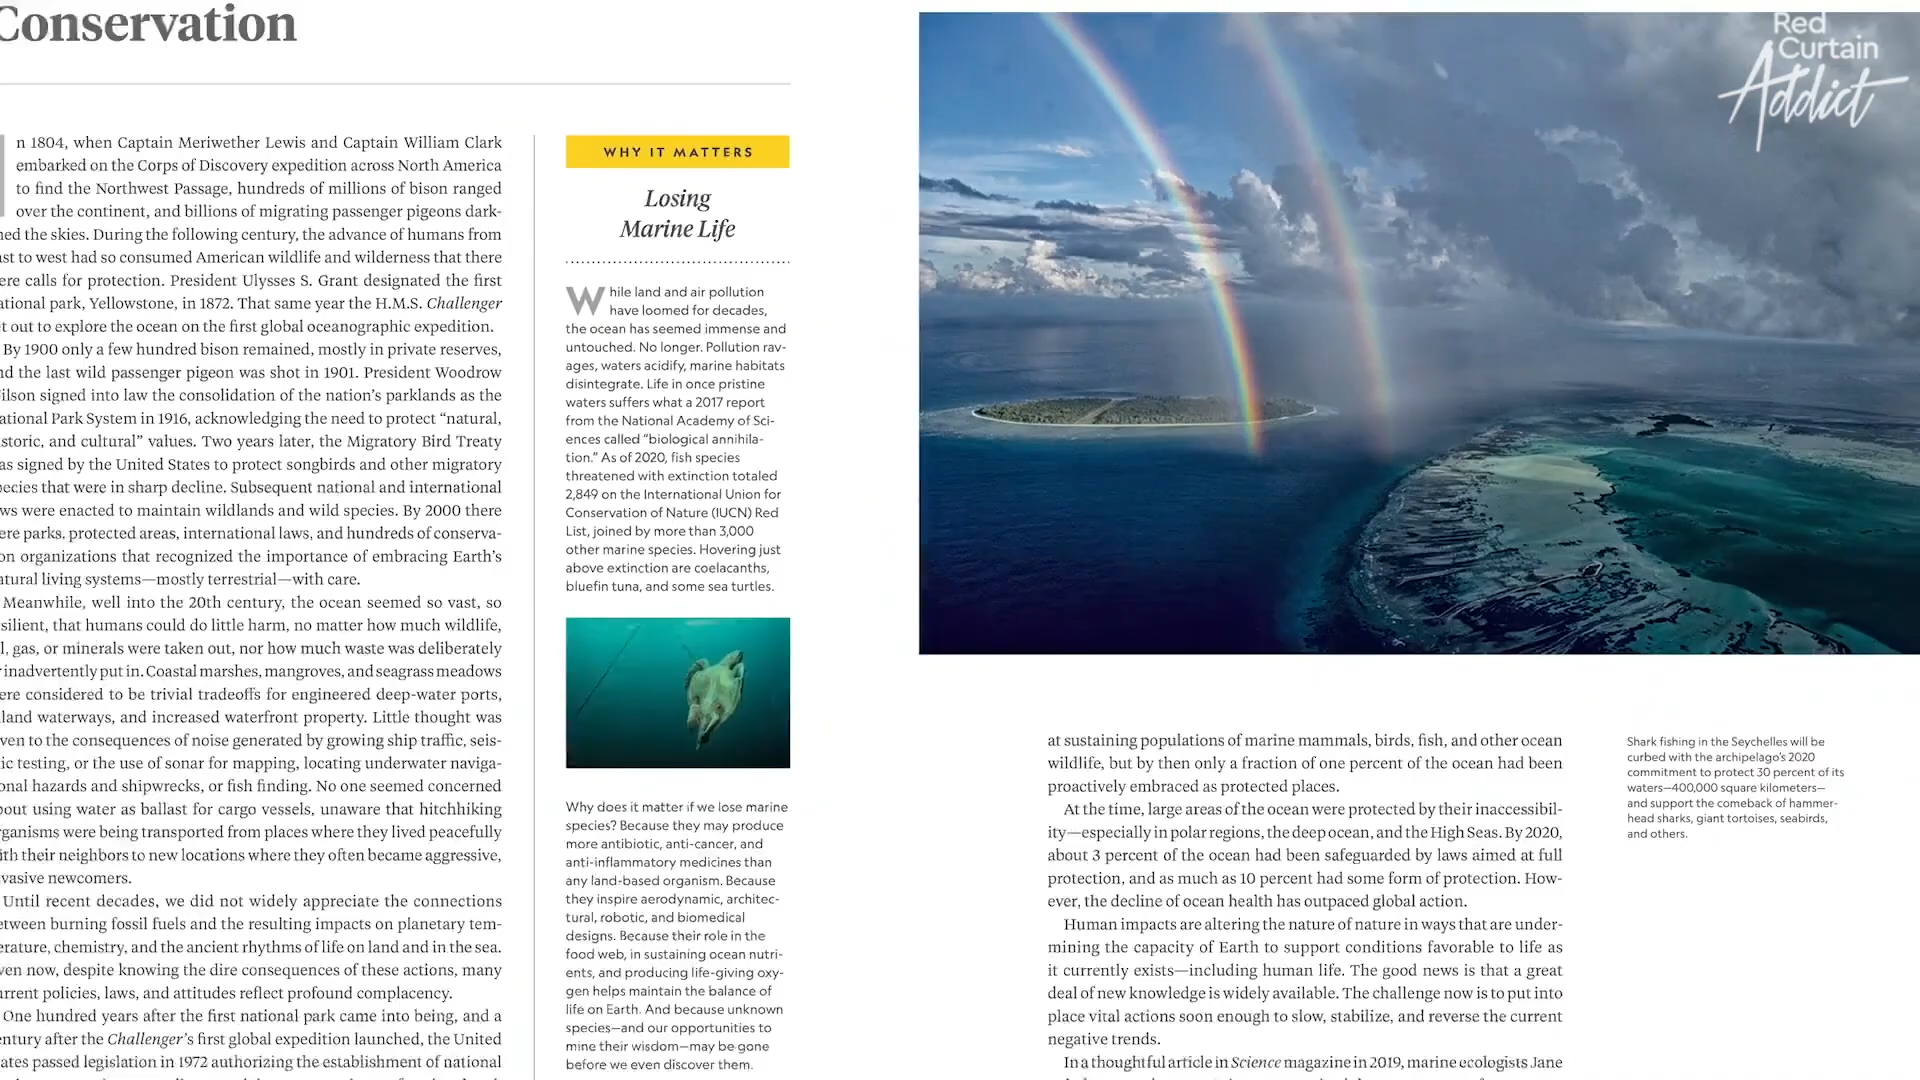 Conservation
n 1804, when Captain Meriwether Lewis and Captain William Clark
embarked on the Corps of Discovery expedition across North America
to find the Northwest Passage, hundreds of millions of bison ranged
over the continent, and billions of migrating passenger pigeons dark-
ned the skies. During the following century, the advance of humans from
ast to west had so consumed American wildlife and wilderness that there
ere calls for protection. President Ulysses S. Grant designated the first
ational park, Yellowstone, in 1872. That same year the H.M.S. Challenger
t out to explore the ocean on the first global oceanographic expedition.
By 1900 only a few hundred bison remained, mostly in private reserves,
nd the last wild passenger pigeon was shot in 1901. President Woodrow
ilson signed into law the consolidation of the nation's parklands as the
ational Park System in 1916, acknowledging the need to protect “natural,
storic, and cultural” values. Two years later, the Migratory Bird Treaty
as signed by the United States to protect songbirds and other migratory
pecies that were in sharp decline. Subsequent national and international
ws were enacted to maintain wildlands and wild species. By 2000 there
ere parks, protected areas, international laws, and hundreds of conserva-
on organizations that recognized the importance of embracing Earth's
atural living systems—mostly terrestrial—with care.
Meanwhile, well into the 20th century, the ocean seemed so vast, so
silient, that humans could do little harm, no matter how much wildlife,
l, gas, or minerals were taken out, nor how much waste was deliberately
r inadvertently put in. Coastal marshes, mangroves, and seagrass meadows
ere considered to be trivial tradeoffs for engineered deep-water ports,
land waterways, and increased waterfront property. Little thought was
ven to the consequences of noise generated by growing ship traffic, seis-
ic testing, or the use of sonar for mapping, locating underwater naviga-
onal hazards and shipwrecks, or fish finding. No one seemed concerned
bout using water as ballast for cargo vessels, unaware that hitchhiking
rganisms were being transported from places where they lived peacefully
ith their neighbors to new locations where they often became aggressive,
vasive newcomers.
Until recent decades, we did not widely appreciate the connections
etween burning fossil fuels and the resulting impacts on planetary tem-
erature, chemistry, and the ancient rhythms of life on land and in the sea.
ven now, despite knowing the dire consequences of these actions, many
urrent policies, laws, and attitudes reflect profound complacency.
One hundred years after the first national park came into being, and a
entury after the Challenger's first global expedition launched, the United
ates passed legislation in 1972 authorizing the establishment of national
WHY IT MATTERS
Losing
Marine Life
While land and air pollution
have loomed for decades,
the ocean has seemed immense and
untouched. No longer. Pollution rav-
ages, waters acidify, marine habitats
disintegrate. Life in once pristine
waters suffers what a 2017 report
from the National Academy of Sci-
ences called “biological annihila-
tion.” As of 2020, fish species
threatened with extinction totaled
2,849 on the International Union for
Conservation of Nature (IUCN) Red
List, joined by more than 3,000
other marine species. Hovering just
above extinction are coelacanths,
bluefin tuna, and some sea turtles.
Why does it matter if we lose marine
species? Because they may produce
more antibiotic, anti-cancer, and
anti-inflammatory medicines than
any land-based organism. Because
they inspire aerodynamic, architec-
tural, robotic, and biomedical
designs. Because their role in the
food web, in sustaining ocean nutri-
ents, and producing life-giving oxy-
gen helps maintain the balance of
life on Earth. And because unknown
species—and our opportunities to
mine their wisdom—may be gone
before we even discover them.
Red
Curtain
Addict
at sustaining populations of marine mammals, birds, fish, and other ocean
wildlife, but by then only a fraction of one percent of the ocean had been
proactively embraced as protected places.
At the time, large areas of the ocean were protected by their inaccessibil-
ity—especially in polar regions, the deep ocean, and the High Seas. By 2020,
about 3 percent of the ocean had been safeguarded by laws aimed at full
protection, and as much as 10 percent had some form of protection. How-
ever, the decline of ocean health has outpaced global action.
Human impacts are altering the nature of nature in ways that are under-
mining the capacity of Earth to support conditions favorable to life as
it currently exists—including human life. The good news is that a great
deal of new knowledge is widely available. The challenge now is to put into
place vital actions soon enough to slow, stabilize, and reverse the current
negative trends.
In a thoughtful article in Science magazine in 2019, marine ecologists Jane
Shark fishing in the Seychelles will be
curbed with the archipelago's 2020
commitment to protect 30 percent of its
waters—400,000 square kilometers—
and support the comeback of hammer-
head sharks, giant tortoises, seabirds,
and others.